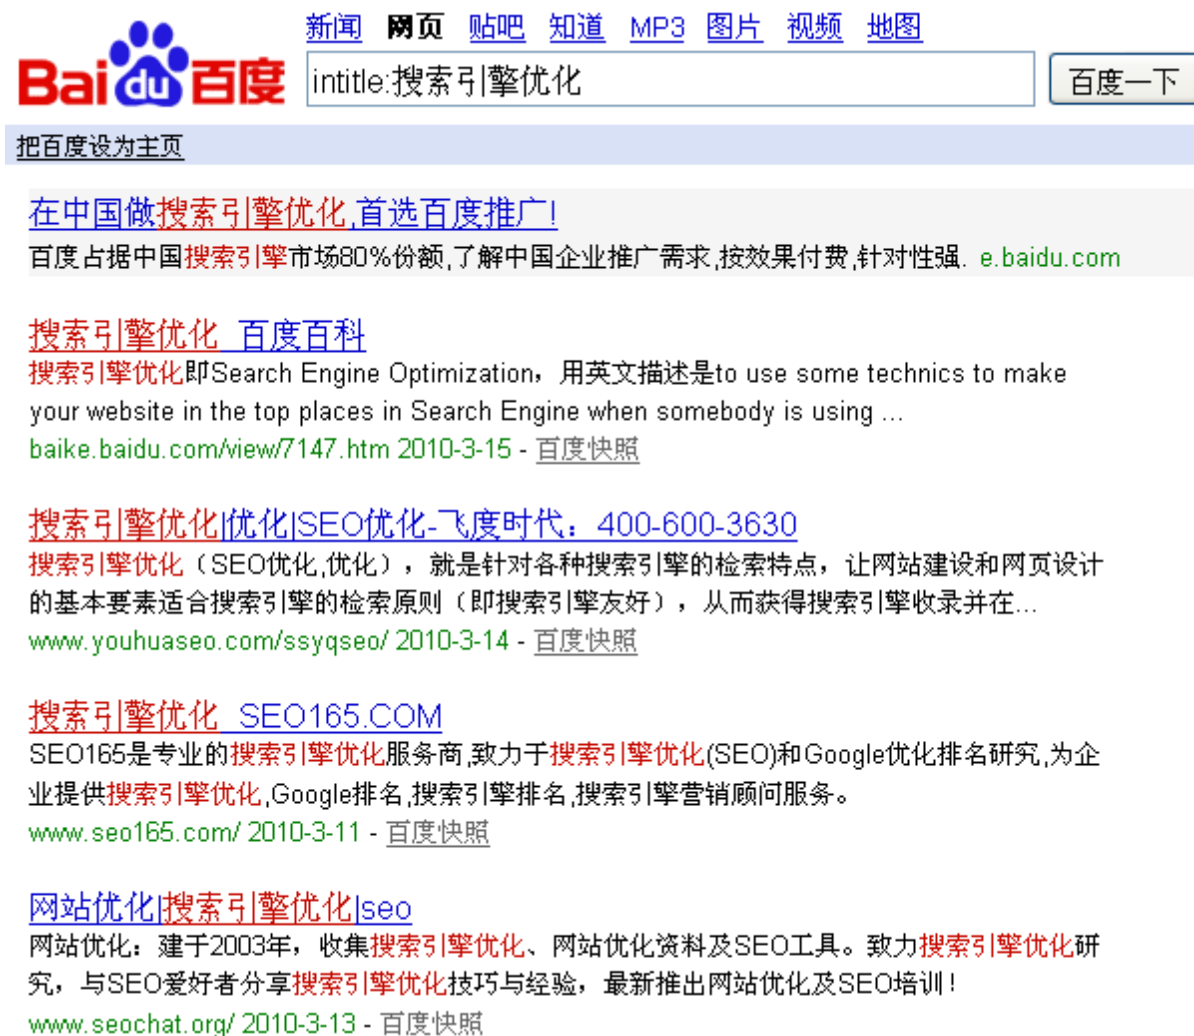 新闻 网页 贴吧 知道 MP3 图片 视频 地图
Bai du 百度 intitle:搜索引擎优化 百度一下
把百度设为主页
在中国做搜索引擎优化,首选百度推广!
百度占据中国搜索引擎市场80%份额,了解中国企业推广需求,按效果付费,针对性强. e.baidu.com
搜索引擎优化_百度百科
搜索引擎优化即Search Engine Optimization，用英文描述是to use some technics to make
your website in the top places in Search Engine when somebody is using ...
baike.baidu.com/view/7147.htm 2010-3-15 - 百度快照
搜索引擎优化|优化|SEO优化-飞度时代：400-600-3630
搜索引擎优化（SEO优化,优化），就是针对各种搜索引擎的检索特点，让网站建设和网页设计
的基本要素适合搜索引擎的检索原则（即搜索引擎友好），从而获得搜索引擎收录并在...
www.youhuaseo.com/ssyqseo/ 2010-3-14 - 百度快照
搜索引擎优化_SEO165.COM
SEO165是专业的搜索引擎优化服务商,致力于搜索引擎优化(SEO)和Google优化排名研究,为企
业提供搜索引擎优化,Google排名,搜索引擎排名,搜索引擎营销顾问服务。
www.seo165.com/ 2010-3-11 - 百度快照
网站优化|搜索引擎优化|seo
网站优化：建于2003年，收集搜索引擎优化、网站优化资料及SEO工具。致力搜索引擎优化研
究，与SEO爱好者分享搜索引擎优化技巧与经验，最新推出网站优化及SEO培训！
www.seochat.org/ 2010-3-13 - 百度快照